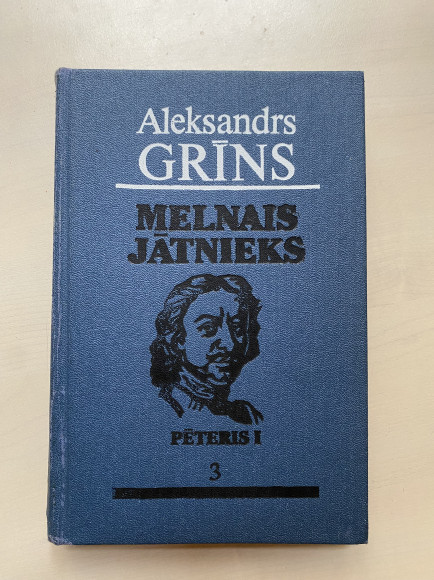 Aleksandrs
GRĪNS
MELNAIS
JĀTNIEKS
PĒTERIS I
3